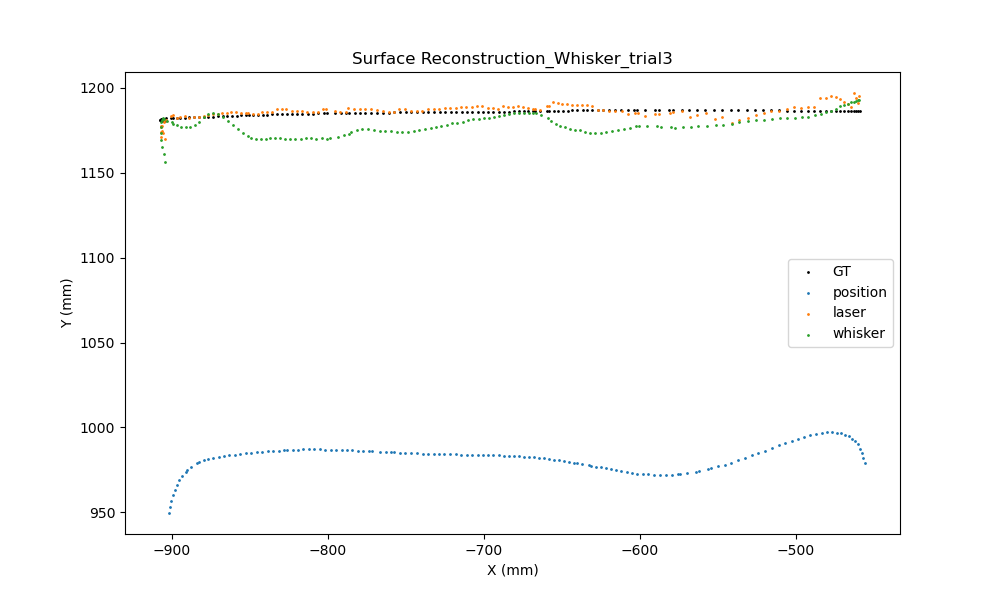 Surface Reconstruction_Whisker_trial3
1200
1150
1100
1050
1000
950
Y (mm)
GT
position
laser
whisker
−900
−800
−700
−600
−500
X (mm)